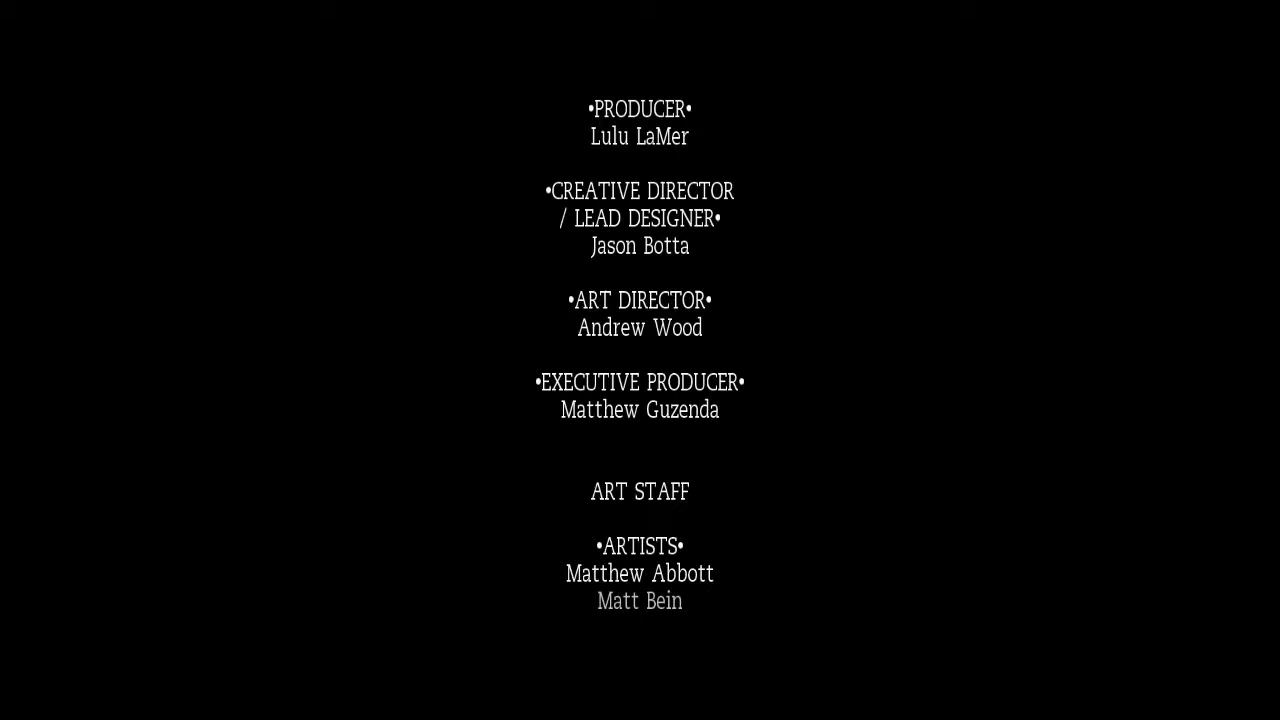 •PRODUCER•
Lulu LaMer
•CREATIVE DIRECTOR
/ LEAD DESIGNER•
Jason Botta
•ART DIRECTOR•
Andrew Wood
•EXECUTIVE PRODUCER•
Matthew Guzenda
ART STAFF
•ARTISTS•
Matthew Abbott
Matt Bein